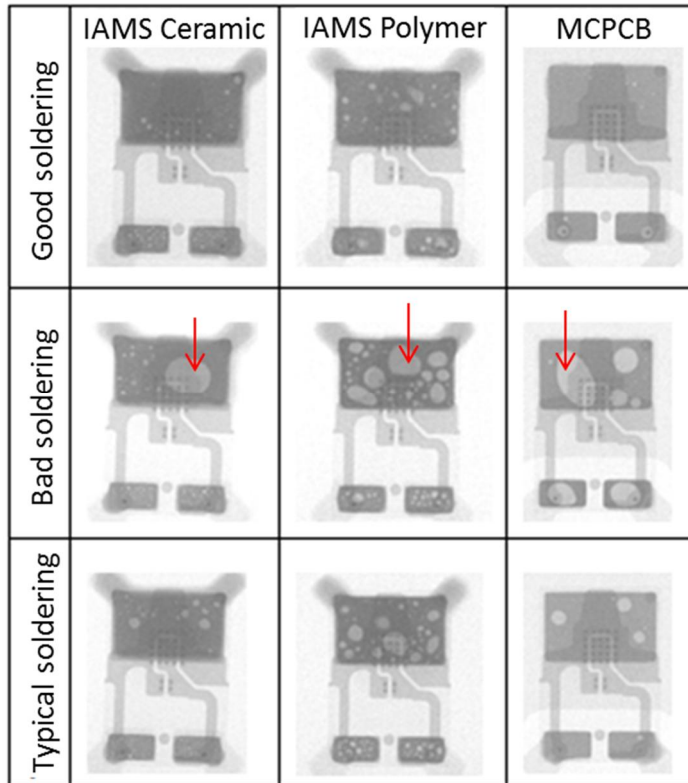 IAMS Ceramic IAMS Polymer MCPCB
Good soldering
Bad soldering
Typical soldering